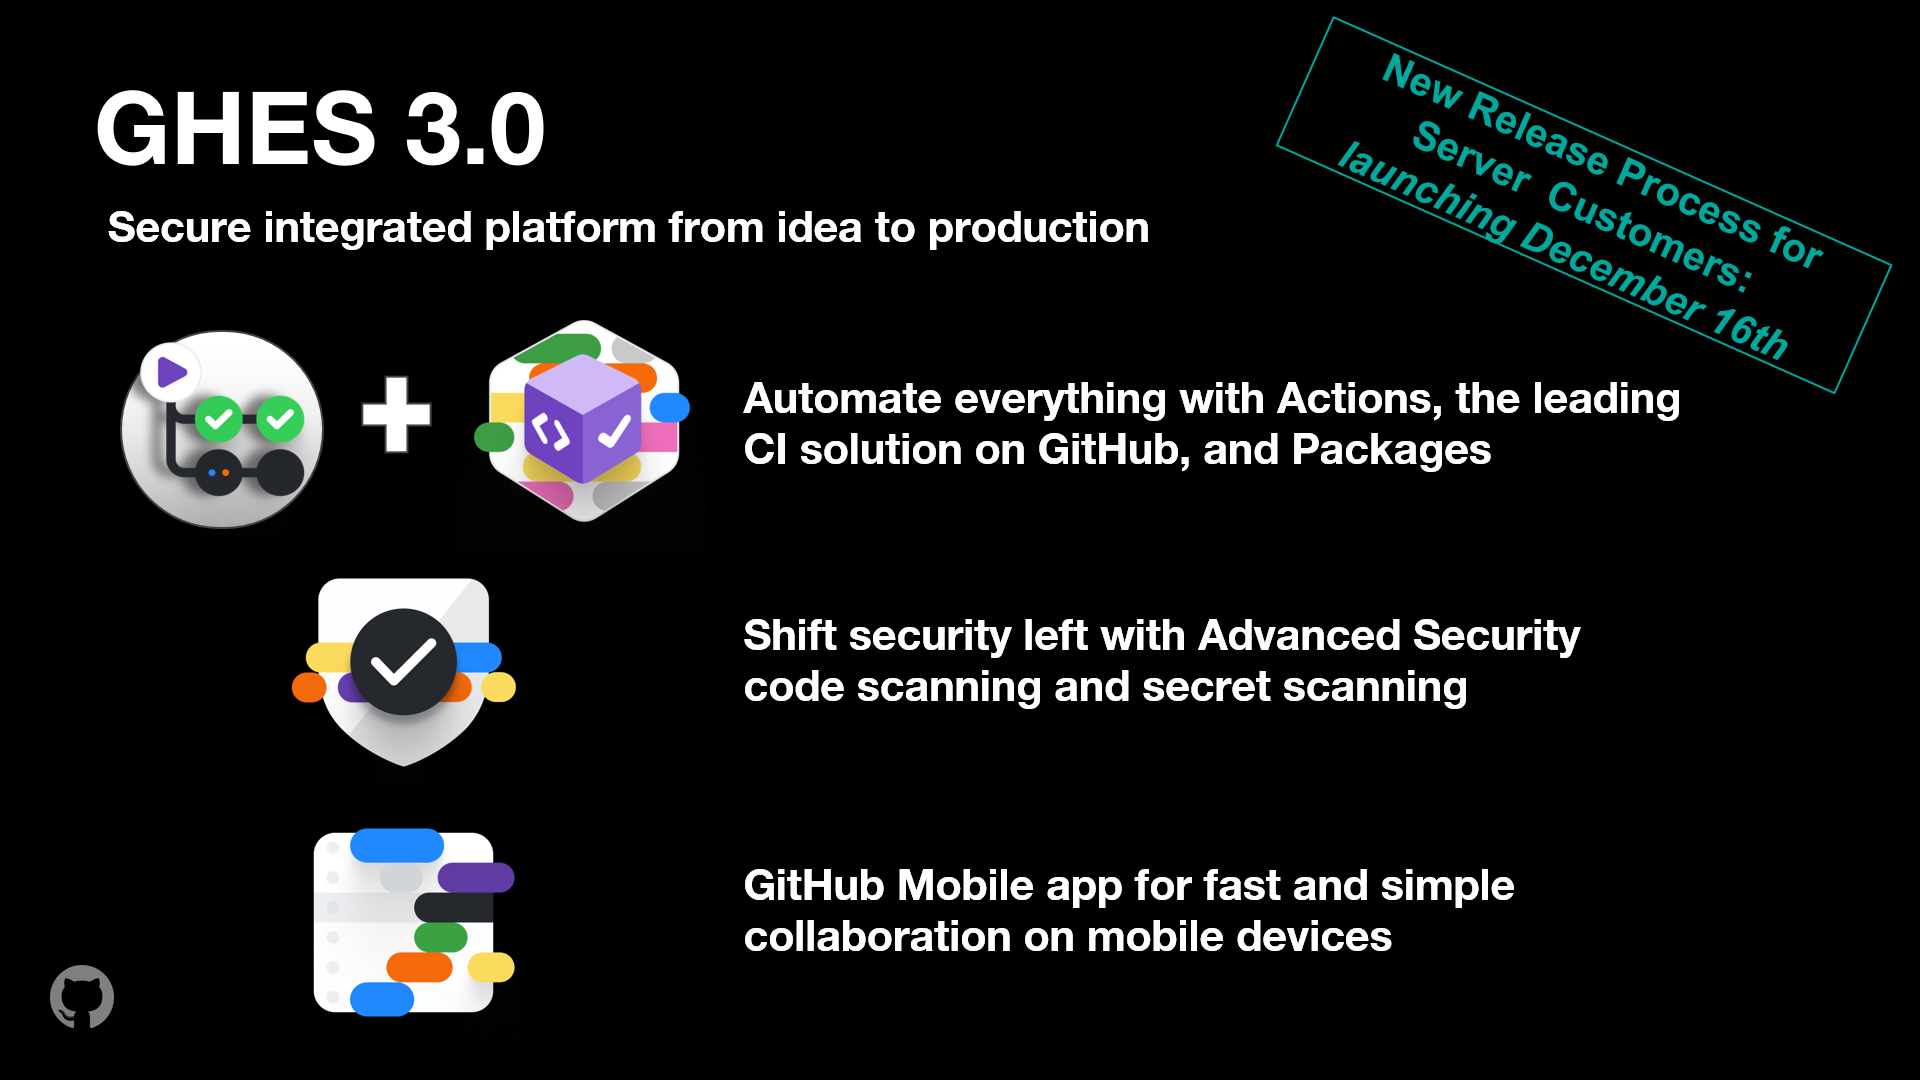 GHES 3.0
Secure integrated platform from idea to production
New Release Process for
Server Customers:
launching December 16th
Automate everything with Actions, the leading
CI solution on GitHub, and Packages
Shift security left with Advanced Security
code scanning and secret scanning
GitHub Mobile app for fast and simple
collaboration on mobile devices